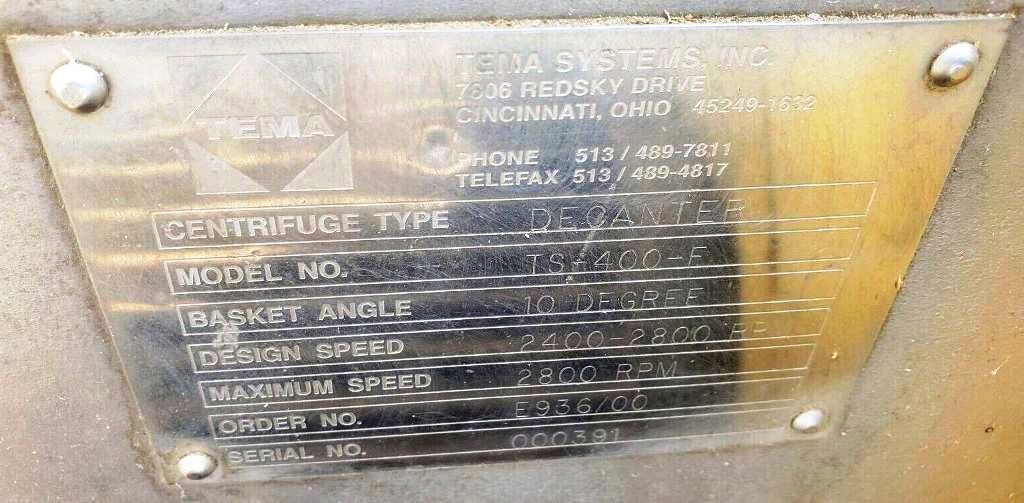 TEMA
TEMA SYSTEMS, INC.
7806 REDSKY DRIVE
CINCINNATI, OHIO 45249-1632
PHONE 513 / 489-7811
TELEFAX 513 / 489-4817
CENTRIFUGE TYPE DECANTER
MODEL NO. TS-400-F
BASKET ANGLE 10 DEGREE
DESIGN SPEED 2400-2800 RP
MAXIMUM SPEED 2800 RPM
ORDER NO. E936/00
SERIAL NO. 000391